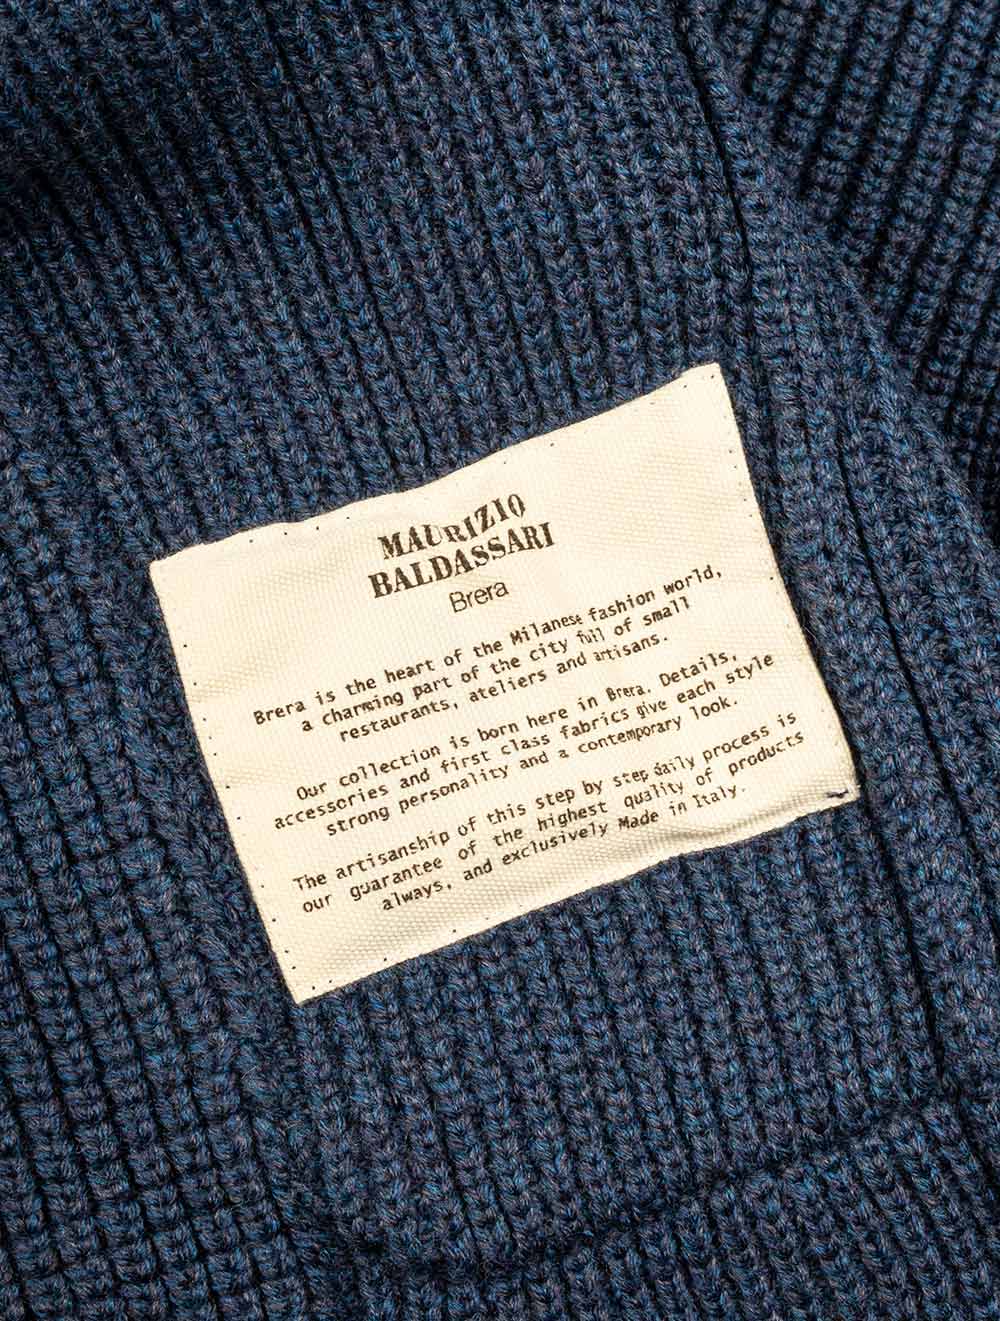 MAURIZIO
BALDASSARI
Brera
Brera is the heart of the Milanese fashion world,
a charming part of the city full of small
restaurants, ateliers and artisans.
Our collection is born here in Brera. Details,
accessories and first class fabrics give each style
strong personality and a contemporary look.
The artisanship of this step by step daily process is
our guarantee of the highest quality of products
always, and exclusively Made in Italy.